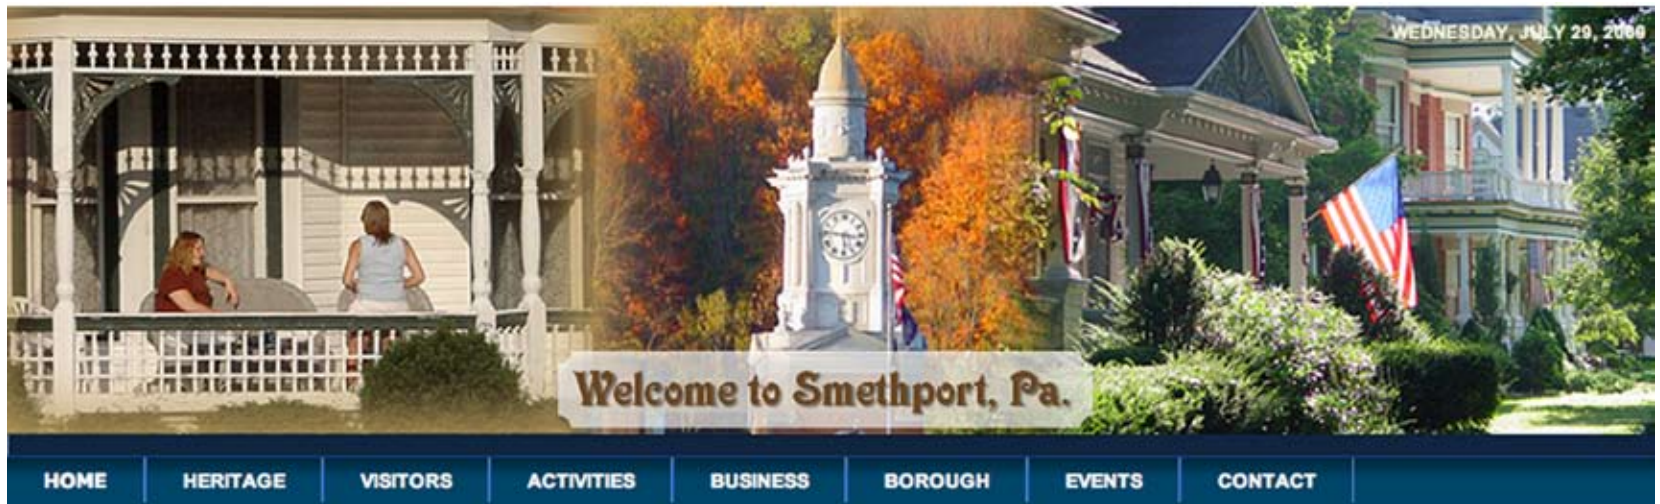 WEDNESDAY, JULY 29, 2009
Welcome to Smethport, Pa.
HOME HERITAGE VISITORS ACTIVITIES BUSINESS BOROUGH EVENTS CONTACT